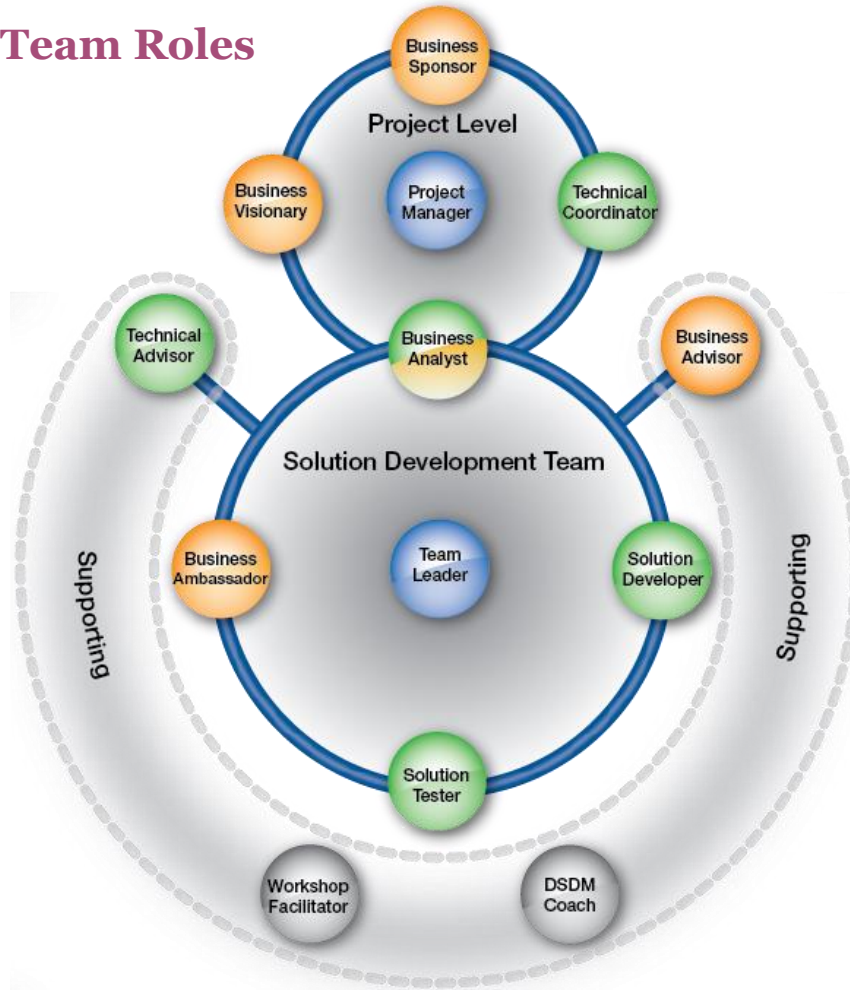 Team Roles
Business
Sponsor
Project Level
Business
Visionary
Project
Manager
Technical
Coordinator
Technical
Advisor
Business
Analyst
Business
Advisor
Solution Development Team
Business
Ambassador
Team
Leader
Solution
Developer
Supporting
Supporting
Solution
Tester
Workshop
Facilitator
DSDM
Coach